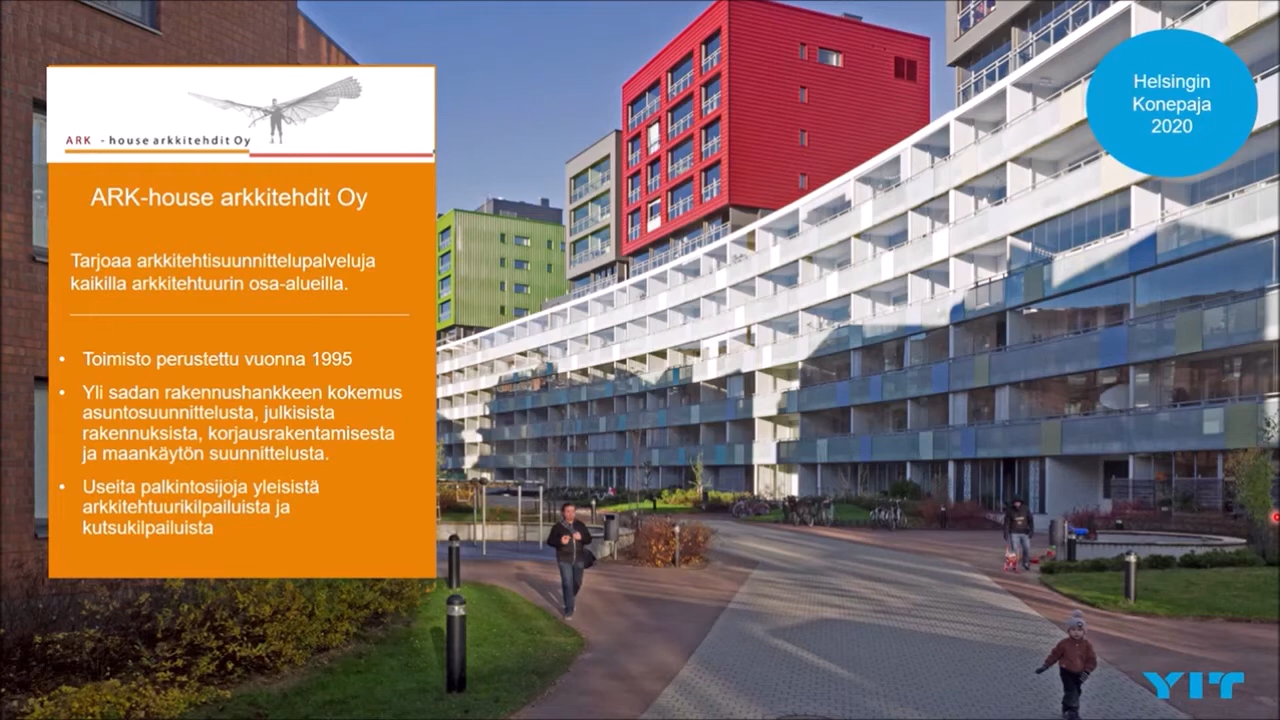 ARK - house arkkitehdit Oy
ARK-house arkkitehdit Oy
Tarjoaa arkkitehtisuunnittelupalveluja
kaikilla arkkitehtuurin osa-alueilla.
• Toimisto perustettu vuonna 1995
• Yli sadan rakennushankkeen kokemus
asuntosuunnittelusta, julkisista
rakennuksista, korjausrakentamisesta
ja maankäytön suunnittelusta.
• Useita palkintosijoja yleisistä
arkkitehtuurikilpailuista ja
kutsukilpailuista
Helsingin
Konepaja
2020
YIT